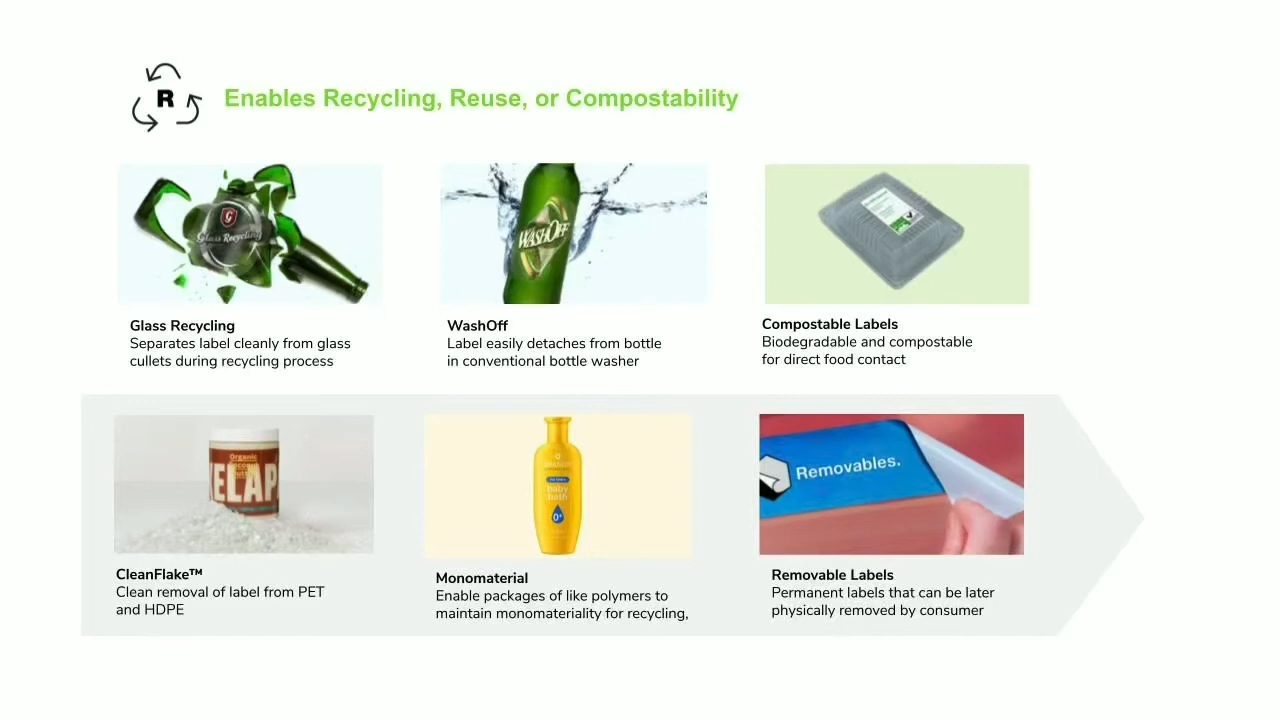 R
Enables Recycling, Reuse, or Compostability
G
Glass Recycling
WASHOFF
Glass Recycling
Separates label cleanly from glass
cullets during recycling process
WashOff
Label easily detaches from bottle
in conventional bottle washer
Compostable Labels
Biodegradable and compostable
for direct food contact
Organic
baby
bath
0+
Removables.
CleanFlake™
Clean removal of label from PET
and HDPE
Monomaterial
Enable packages of like polymers to
maintain monomateriality for recycling,
Removable Labels
Permanent labels that can be later
physically removed by consumer